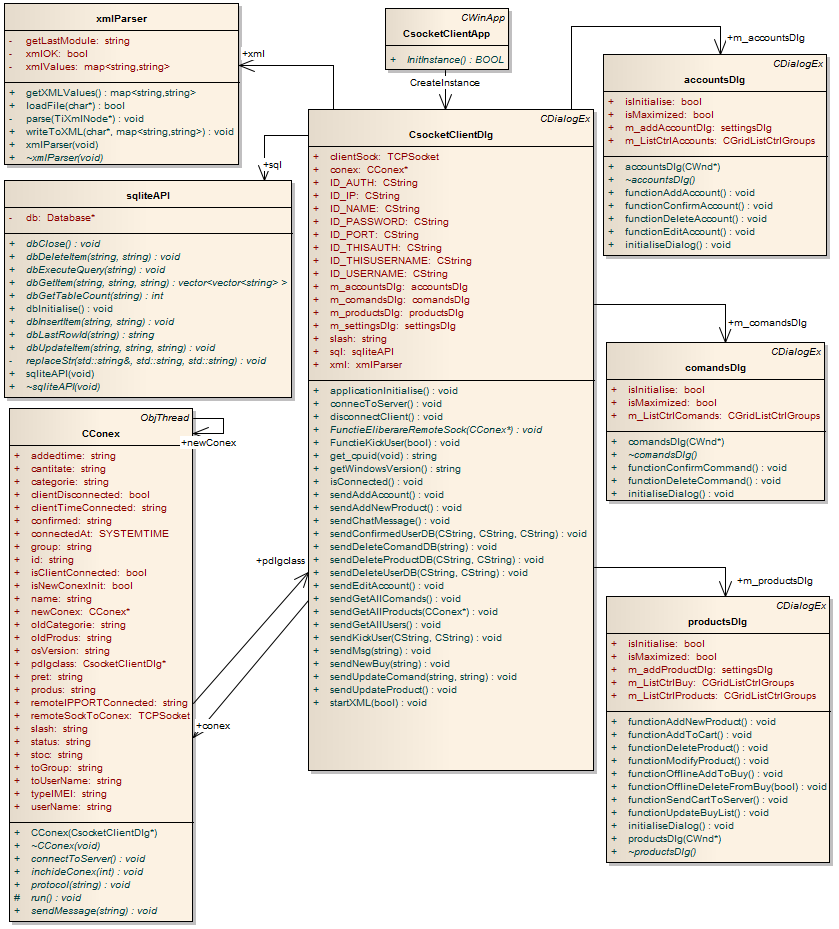 xmlParser
- getLastModule: string
- xmlOK: bool
- xmlValues: map<string,string>
+ getXMLValues() : map<string,string>
+ loadFile(char*) : bool
- parse(TiXmlNode*) : void
+ writeToXML(char*, map<string,string>) : void
+ xmlParser(void)
+ ~xmlParser(void)
+xml
CWinApp
CsocketClientApp
+ InitInstance() : BOOL
CreateInstance
+m_accountsDlg
CDialogEx
accountsDlg
+ isInitialise: bool
+ isMaximized: bool
+ m_addAccountDlg: settingsDlg
+ m_ListCtrlAccounts: CGridListCtrlGroups
+ accountsDlg(CWnd*)
+ ~accountsDlg()
+ functionAddAccount() : void
+ functionConfirmAccount() : void
+ functionDeleteAccount() : void
+ functionEditAccount() : void
+ initialiseDialog() : void
+sql
sqliteAPI
- db: Database*
+ dbClose() : void
+ dbDeleteItem(string, string) : void
+ dbExecuteQuery(string) : void
+ dbGetItem(string, string, string) : vector<vector<string> >
+ dbGetTableCount(string) : int
+ dbInitialise() : void
+ dbInsertItem(string, string) : void
+ dbLastRowId(string) : string
+ dbUpdateItem(string, string, string) : void
- replaceStr(std::string&, std::string, std::string) : void
+ sqliteAPI(void)
+ ~sqliteAPI(void)
CDialogEx
CsocketClientDlg
+ clientSock: TCPSocket
+ conex: CConex*
+ ID_AUTH: CString
+ ID_IP: CString
+ ID_NAME: CString
+ ID_PASSWORD: CString
+ ID_PORT: CString
+ ID_THISAUTH: CString
+ ID_THISUSERNAME: CString
+ ID_USERNAME: CString
+ m_accountsDlg: accountsDlg
+ m_comandsDlg: comandsDlg
+ m_productsDlg: productsDlg
+ m_settingsDlg: settingsDlg
+ slash: string
+ sql: sqliteAPI
+ xml: xmlParser
+ applicationInitialise() : void
+ connecToServer() : void
+ disconnectClient() : void
+ FunctieEliberareRemoteSock(CConex*) : void
+ FunctieKickUser(bool) : void
+ get_cpuid(void) : string
+ getWindowsVersion() : string
+ isConnected() : void
+ sendAddAccount() : void
+ sendAddNewProduct() : void
+ sendChatMessage() : void
+ sendConfirmedUserDB(CString, CString, CString) : void
+ sendDeleteComandDB(string) : void
+ sendDeleteProductDB(CString, CString) : void
+ sendDeleteUserDB(CString, CString) : void
+ sendEditAccount() : void
+ sendGetAllComands() : void
+ sendGetAllProducts(CConex*) : void
+ sendGetAllUsers() : void
+ sendKickUser(CString, CString) : void
+ sendMsg(string) : void
+ sendNewBuy(string) : void
+ sendUpdateComand(string, string) : void
+ sendUpdateProduct() : void
+ startXML(bool) : void
+m_comandsDlg
CDialogEx
comandsDlg
+ isInitialise: bool
+ isMaximized: bool
+ m_ListCtrlComands: CGridListCtrlGroups
+ comandsDlg(CWnd*)
+ ~comandsDlg()
+ functionConfirmCommand() : void
+ functionDeleteCommand() : void
+ initialiseDialog() : void
ObjThread
CConex
+newConex
+ addedtime: string
+ cantitate: string
+ categorie: string
+ clientDisconnected: bool
+ clientTimeConnected: string
+ confirmed: string
+ connectedAt: SYSTEMTIME
+ group: string
+ id: string
+ isClientConnected: bool
+ isNewConexInit: bool
+ name: string
+ newConex: CConex*
+ oldCategorie: string
+ oldProdus: string
+ osVersion: string
+ pdlgclass: CsocketClientDlg*
+ pret: string
+ produs: string
+ remoteIPPORTConnected: string
+ remoteSockToConex: TCPSocket
+ slash: string
+ status: string
+ stoc: string
+ toGroup: string
+ toUserName: string
+ typeIMEI: string
+ userName: string
+ CConex(CsocketClientDlg*)
+ ~CConex(void)
+ connectToServer() : void
+ inchideConex(int) : void
+ protocol(string) : void
# run() : void
+ sendMessage(string) : void
+pdlgclass
+conex
+m_productsDlg
CDialogEx
productsDlg
+ isInitialise: bool
+ isMaximized: bool
+ m_addProductDlg: settingsDlg
+ m_ListCtrlBuy: CGridListCtrlGroups
+ m_ListCtrlProducts: CGridListCtrlGroups
+ functionAddNewProduct() : void
+ functionAddToCart() : void
+ functionDeleteProduct() : void
+ functionModifyProduct() : void
+ functionOfflineAddToBuy() : void
+ functionOfflineDeleteFromBuy(bool) : void
+ functionSendCartToServer() : void
+ functionUpdateBuyList() : void
+ initialiseDialog() : void
+ productsDlg(CWnd*)
+ ~productsDlg()